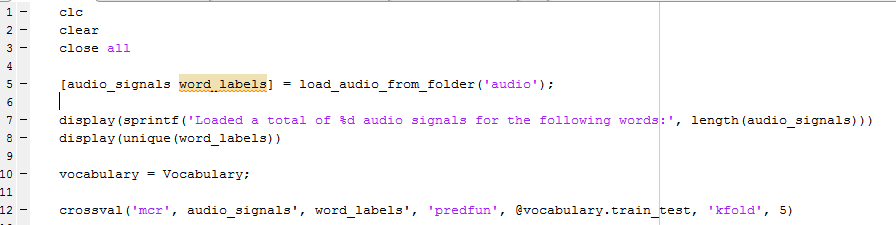 1 - clc
2 - clear
3 - close all
4
5 - [audio_signals word_labels] = load_audio_from_folder('audio');
6
7 - display(sprintf('Loaded a total of %d audio signals for the following words:', length(audio_signals)))
8 - display(unique(word_labels))
9
10 - vocabulary = Vocabulary;
11
12 - crossval('mcr', audio_signals', word_labels', 'predfun', @vocabulary.train_test, 'kfold', 5)